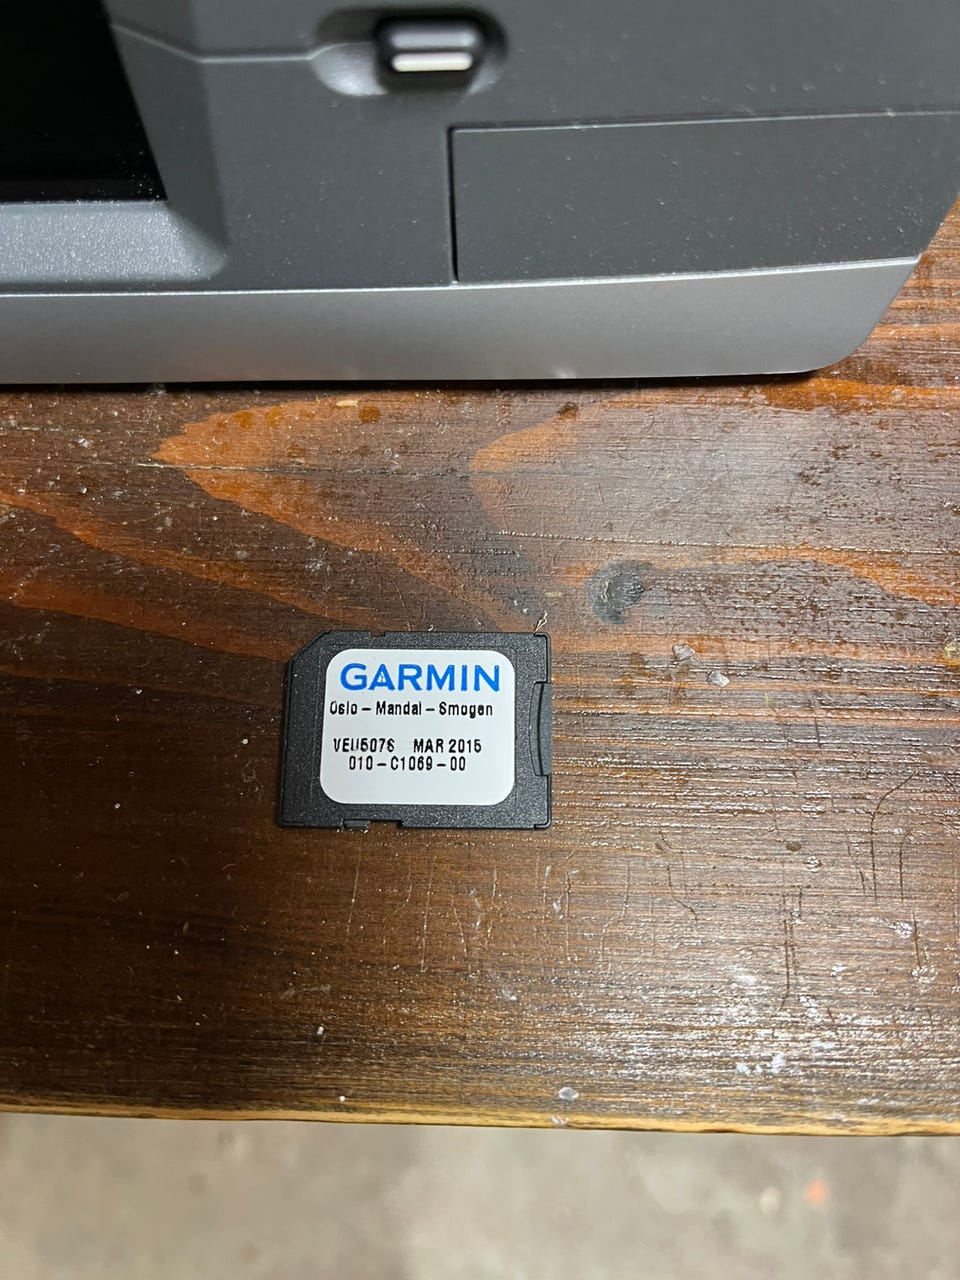 GARMIN
Oslo - Mandal - Smogen
VEU507S MAR 2015
010-C1069-00